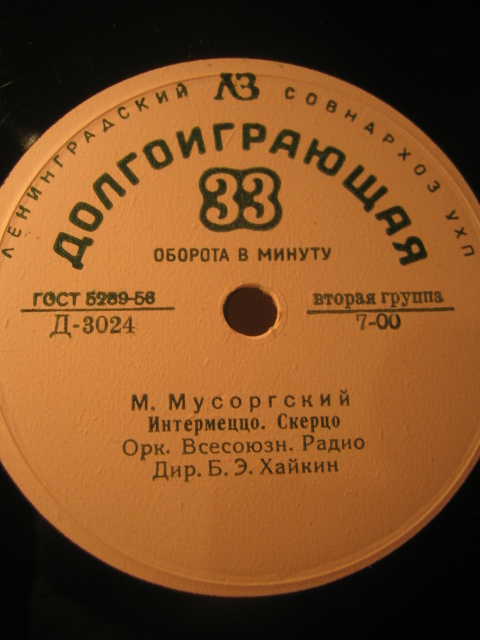 ЛЕНИНГРАДСКИЙ ЛЗ СОВНАРХОЗ УХП
ДОЛГОИГРАЮЩАЯ
33
ОБОРОТА В МИНУТУ
ГОСТ 5289-56 вторая группа
Д-3024 7-00
М. Мусоргский
Интермеццо. Скерцо
Орк. Всесоюзн. Радио
Дир. Б. Э. Хайкин